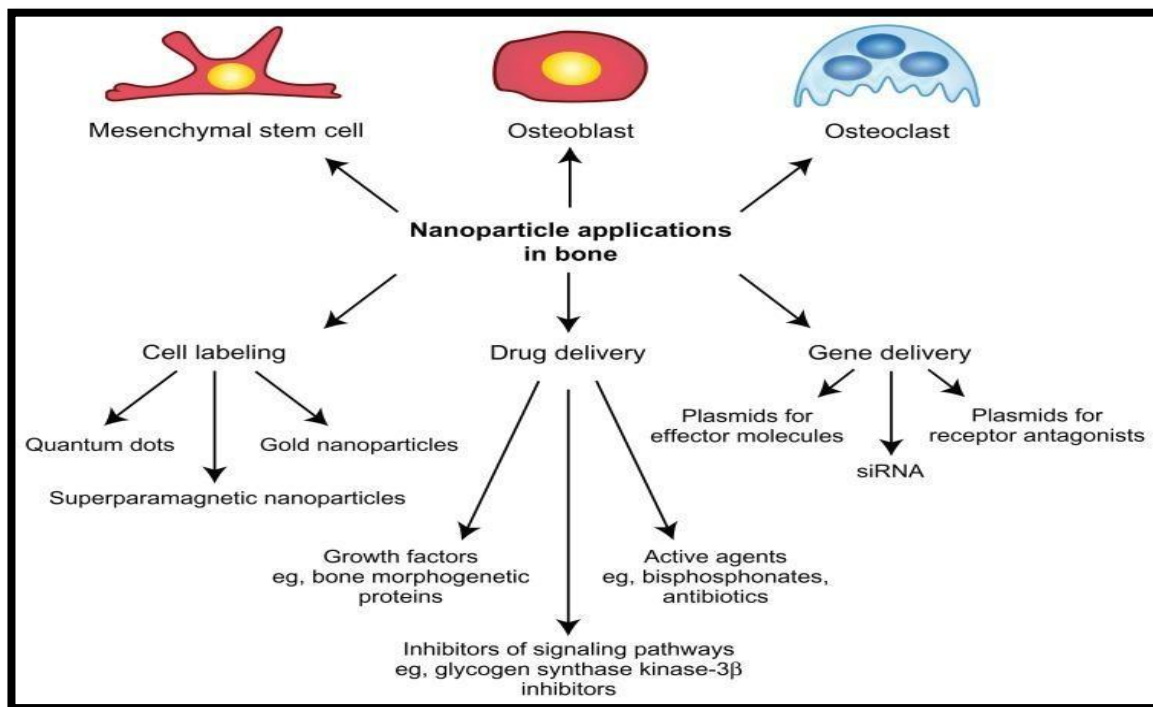 Mesenchymal stem cell
Osteoblast
Osteoclast
Nanoparticle applications
in bone
Cell labeling
Drug delivery
Gene delivery
Quantum dots
Gold nanoparticles
Superparamagnetic nanoparticles
Plasmids for
effector molecules
siRNA
Plasmids for
receptor antagonists
Growth factors
eg, bone morphogenetic
proteins
Active agents
eg, bisphosphonates,
antibiotics
Inhibitors of signaling pathways
eg, glycogen synthase kinase-3β
inhibitors